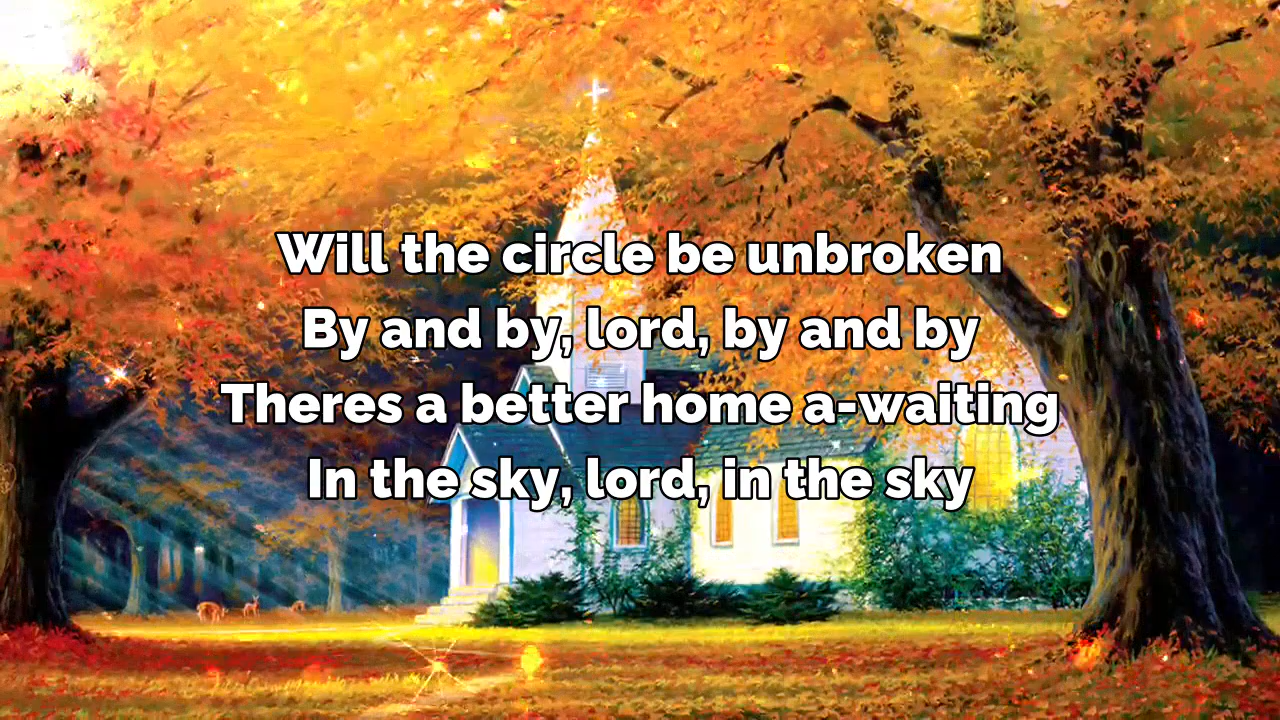 Will the circle be unbroken
By and by, lord, by and by
Theres a better home a-waiting
In the sky, lord, in the sky